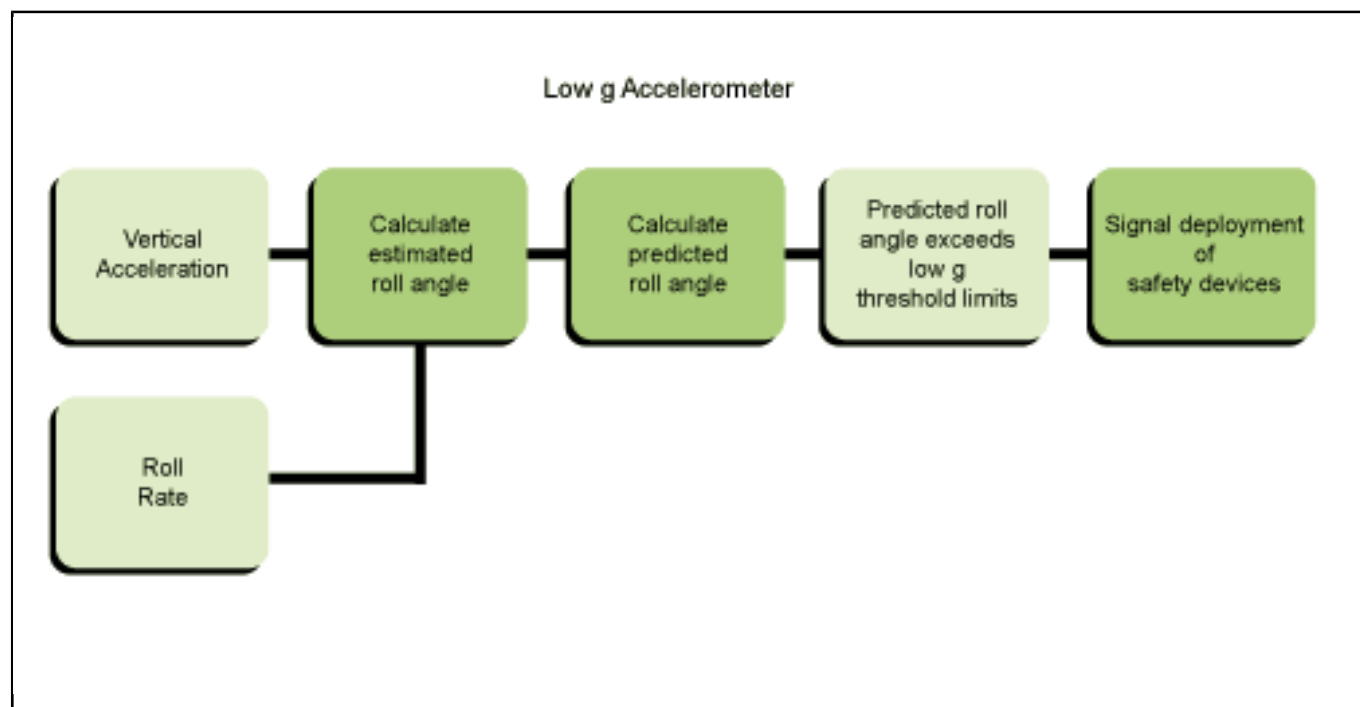 Low g Accelerometer
Vertical
Acceleration
Calculate
estimated
roll angle
Calculate
predicted
roll angle
Predicted roll
angle exceeds
low g
threshold limits
Signal deployment
of
safety devices
Roll
Rate